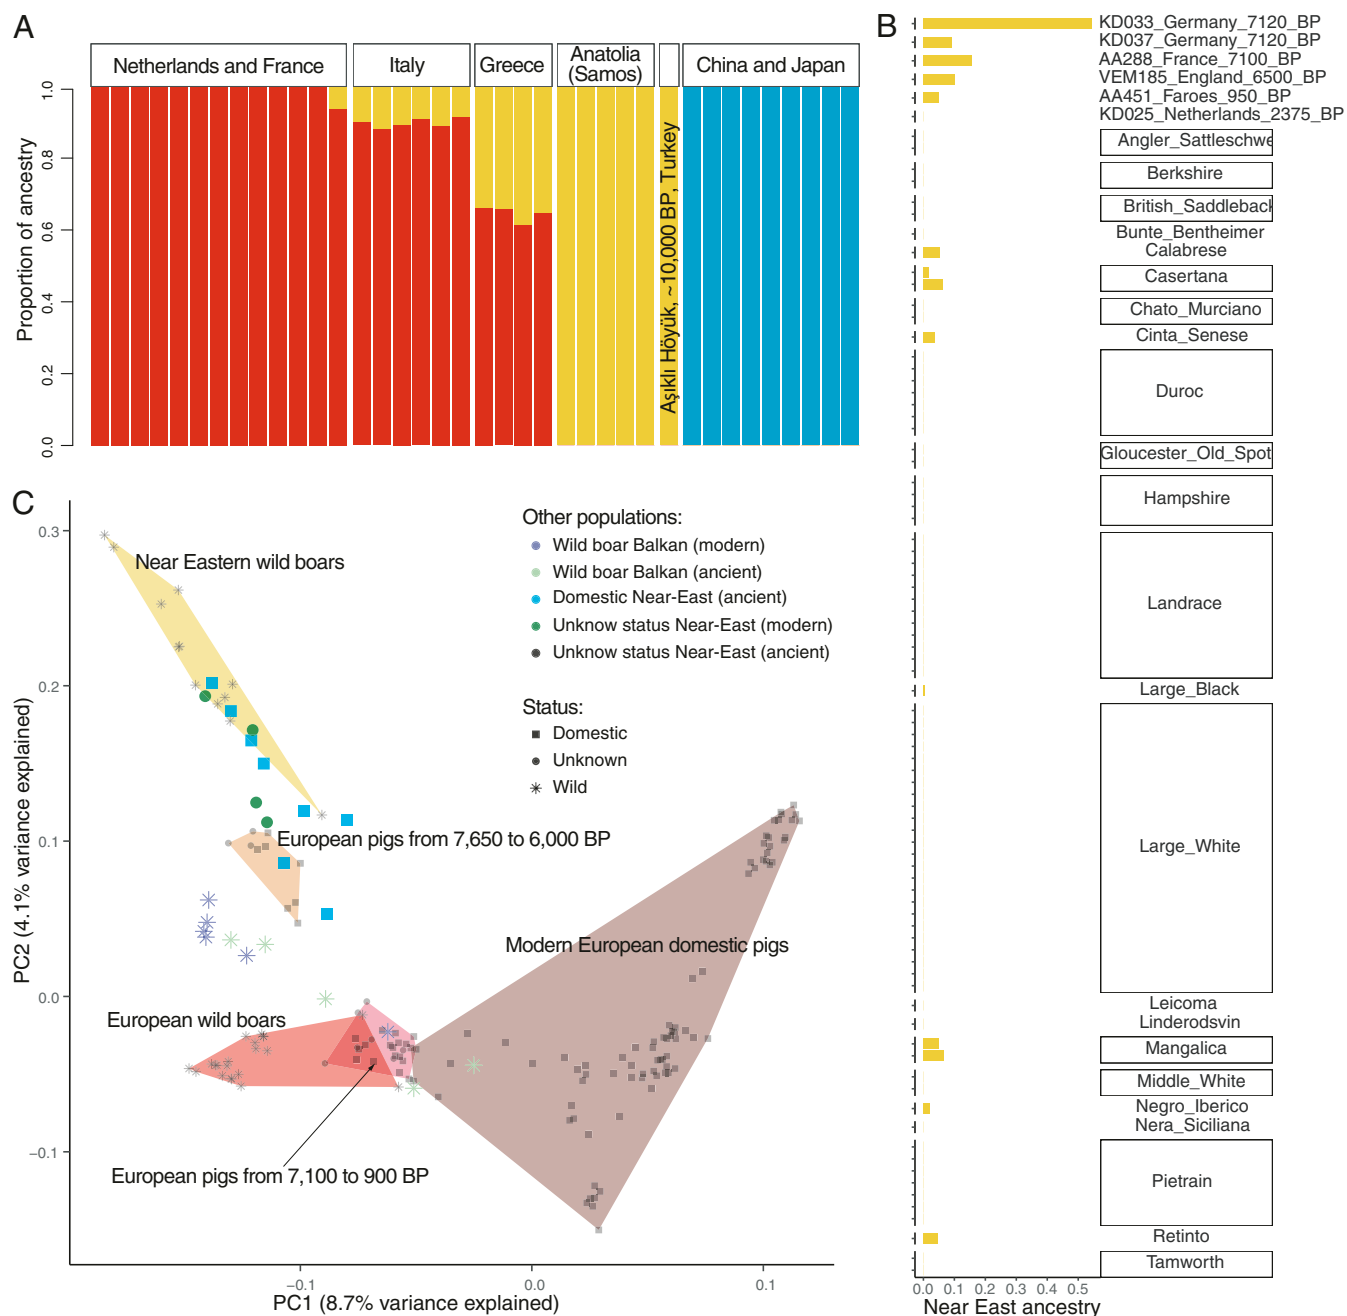 A
Netherlands and France
Italy
Greece
Anatolia
(Samos)
China and Japan
Proportion of ancestry
1.0
0.8
0.6
0.4
0.2
0.0
Aşıklı Höyük, ~10,000 BP, Turkey
B
KD033_Germany_7120_BP
KD037_Germany_7120_BP
AA288_France_7100_BP
VEM185_England_6500_BP
AA451_Faroes_950_BP
KD025_Netherlands_2375_BP
Angler_Sattleschwe
Berkshire
British_Saddleback
Bunte_Bentheimer
Calabrese
Casertana
Chato_Murciano
Cinta_Senese
Duroc
Gloucester_Old_Spot
Hampshire
Landrace
Large_Black
Large_White
Leicoma
Linderodsvin
Mangalica
Middle_White
Negro_Iberico
Nera_Siciliana
Pietrain
Retinto
Tamworth
0.0 0.1 0.2 0.3 0.4 0.5
Near East ancestry
C
0.3
0.2
0.1
0.0
−0.1
PC2 (4.1% variance explained)
Near Eastern wild boars
Other populations:
Wild boar Balkan (modern)
Wild boar Balkan (ancient)
Domestic Near-East (ancient)
Unknow status Near-East (modern)
Unknow status Near-East (ancient)
Status:
Domestic
Unknown
Wild
European pigs from 7,650 to 6,000 BP
Modern European domestic pigs
European wild boars
European pigs from 7,100 to 900 BP
−0.1 0.0 0.1
PC1 (8.7% variance explained)